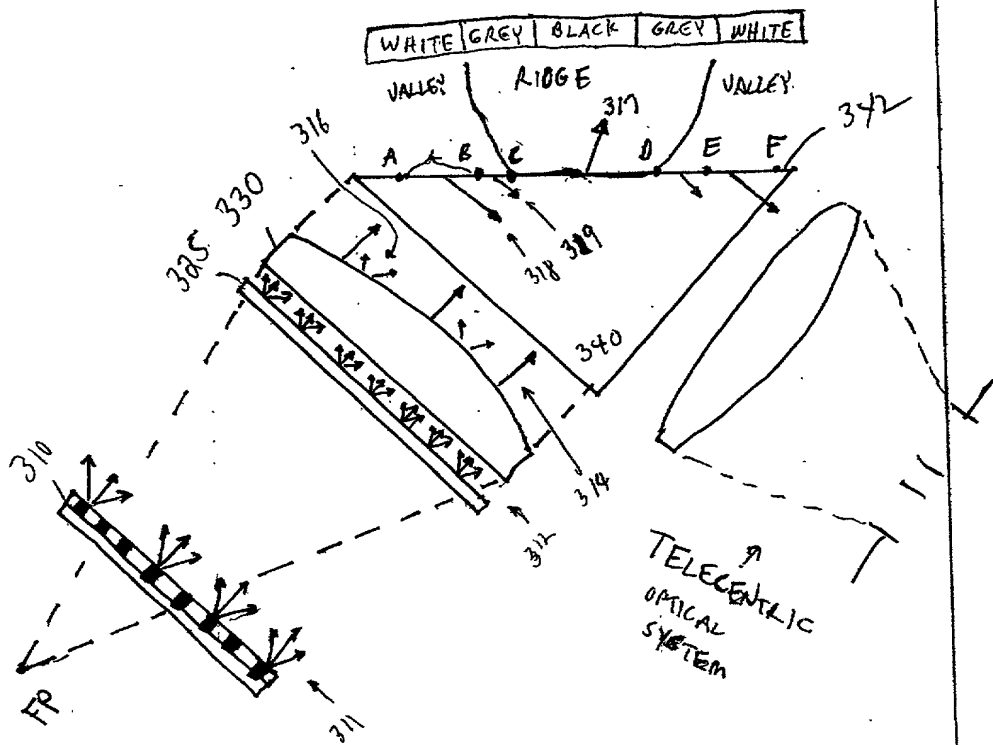 WHITE GREY BLACK GREY WHITE
VALLEY RIDGE VALLEY
317
342
316
A B C D E F
330
325
319
318
340
310
314
312
TELECENTRIC
OPTICAL
SYSTEM
FP
311